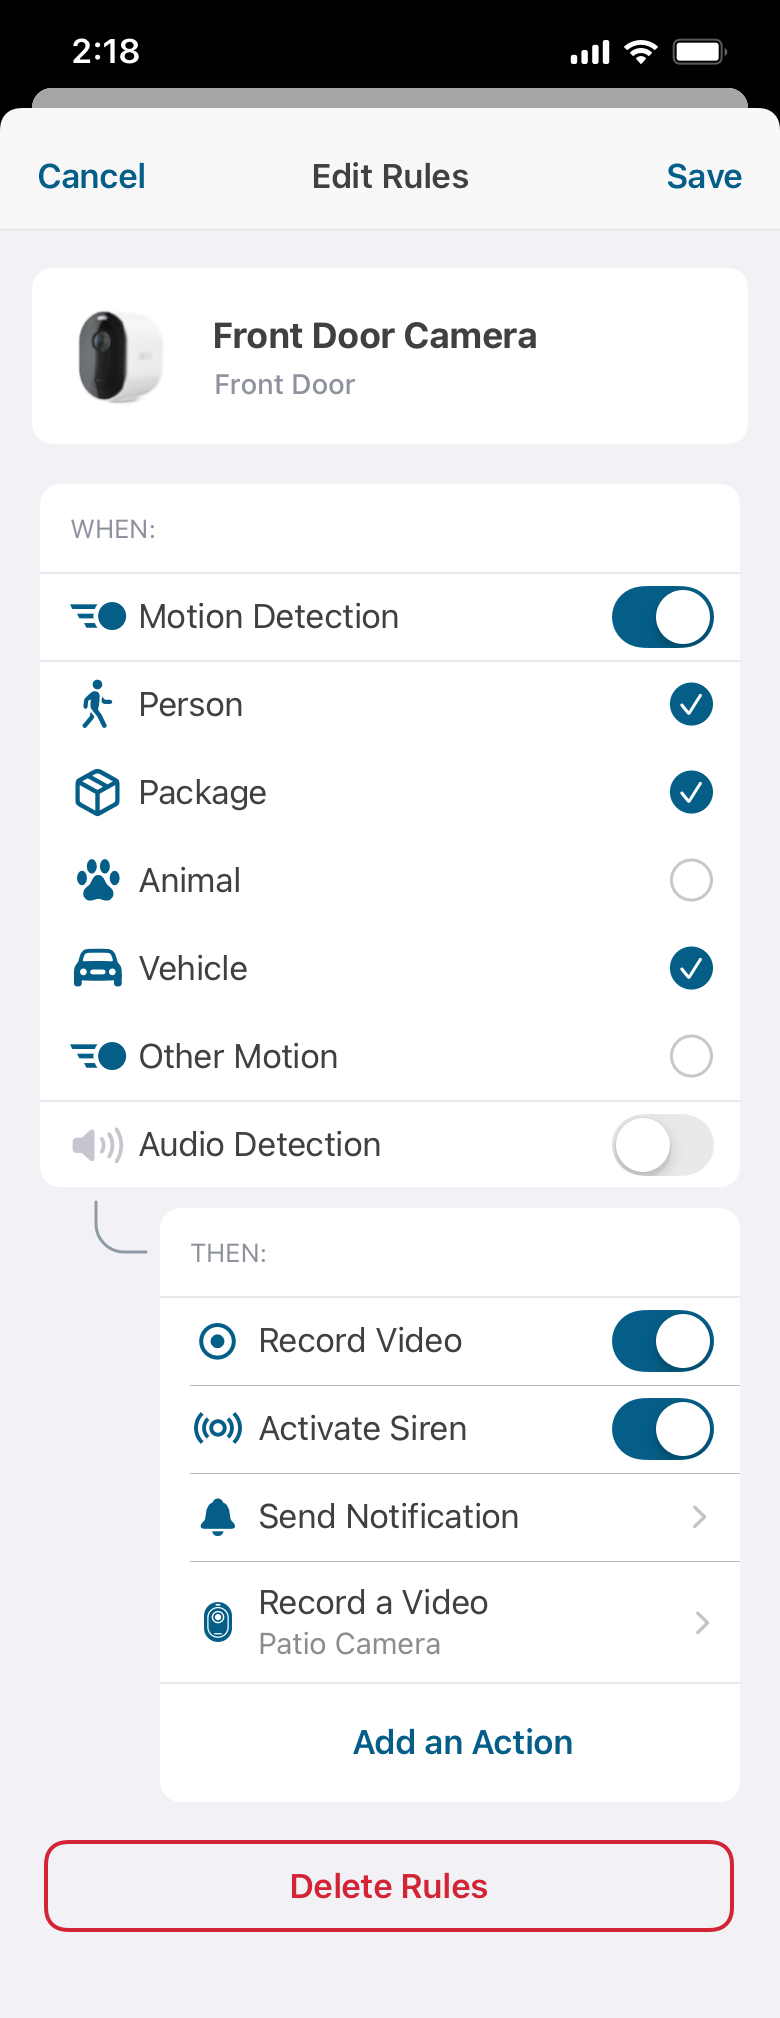 2:18
Cancel
Edit Rules
Save
Front Door Camera
Front Door
WHEN:
Motion Detection
Person
Package
Animal
Vehicle
Other Motion
Audio Detection
THEN:
Record Video
Activate Siren
Send Notification
Record a Video
Patio Camera
Add an Action
Delete Rules